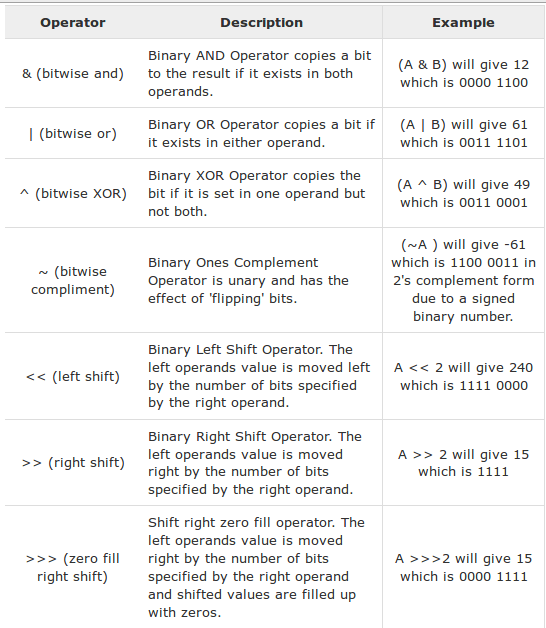 Operator Description Example
& (bitwise and)
Binary AND Operator copies a bit
to the result if it exists in both
operands.
(A & B) will give 12
which is 0000 1100
| (bitwise or)
Binary OR Operator copies a bit if
it exists in either operand.
(A | B) will give 61
which is 0011 1101
^ (bitwise XOR)
Binary XOR Operator copies the
bit if it is set in one operand but
not both.
(A ^ B) will give 49
which is 0011 0001
~ (bitwise
compliment)
Binary Ones Complement
Operator is unary and has the
effect of 'flipping' bits.
(~A ) will give -61
which is 1100 0011 in
2's complement form
due to a signed
binary number.
<< (left shift)
Binary Left Shift Operator. The
left operands value is moved left
by the number of bits specified
by the right operand.
A << 2 will give 240
which is 1111 0000
>> (right shift)
Binary Right Shift Operator. The
left operands value is moved
right by the number of bits
specified by the right operand.
A >> 2 will give 15
which is 1111
>>> (zero fill
right shift)
Shift right zero fill operator. The
left operands value is moved
right by the number of bits
specified by the right operand
and shifted values are filled up
with zeros.
A >>>2 will give 15
which is 0000 1111